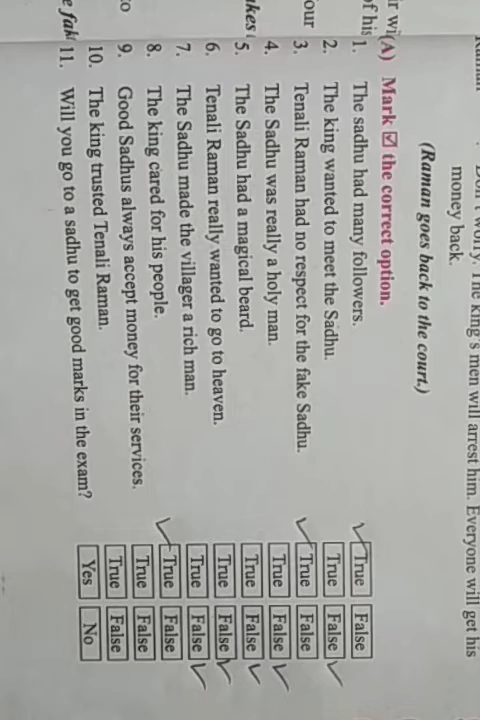 money back.
(Raman goes back to the court.)
(A) Mark ☑ the correct option.
1. The sadhu had many followers. True False
2. The king wanted to meet the Sadhu. True False
3. Tenali Raman had no respect for the fake Sadhu. True False
4. The Sadhu was really a holy man. True False
5. The Sadhu had a magical beard. True False
6. Tenali Raman really wanted to go to heaven. True False
7. The Sadhu made the villager a rich man. True False
8. The king cared for his people. True False
9. Good Sadhus always accept money for their services. True False
10. The king trusted Tenali Raman. True False
11. Will you go to a sadhu to get good marks in the exam? Yes No